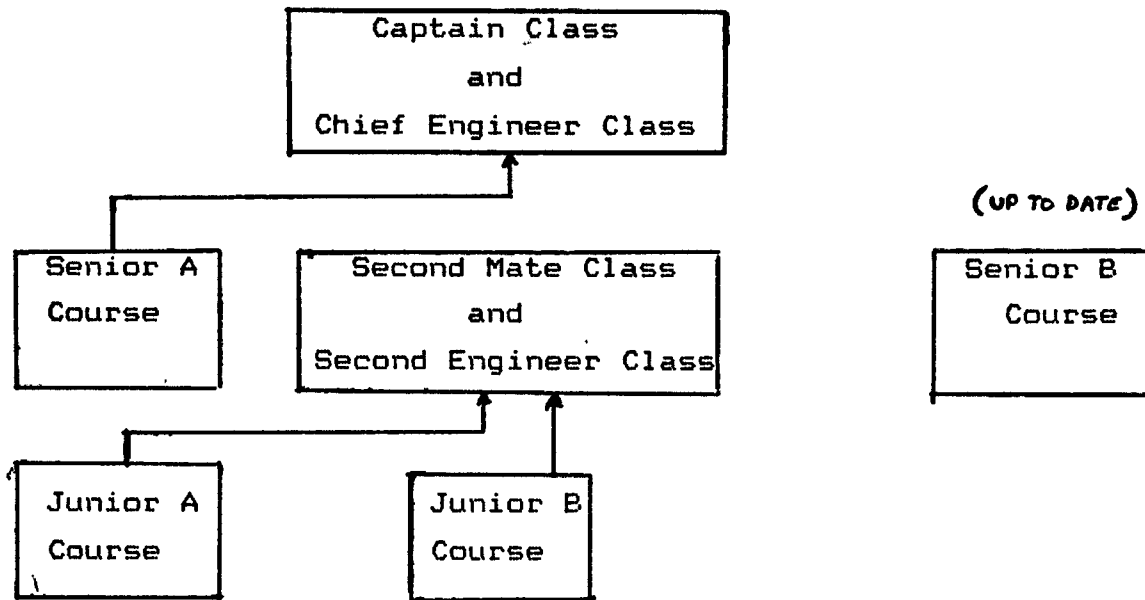 Captain Class
and
Chief Engineer Class
(UP TO DATE)
Senior A
Course
Second Mate Class
and
Second Engineer Class
Senior B
Course
Junior A
Course
Junior B
Course